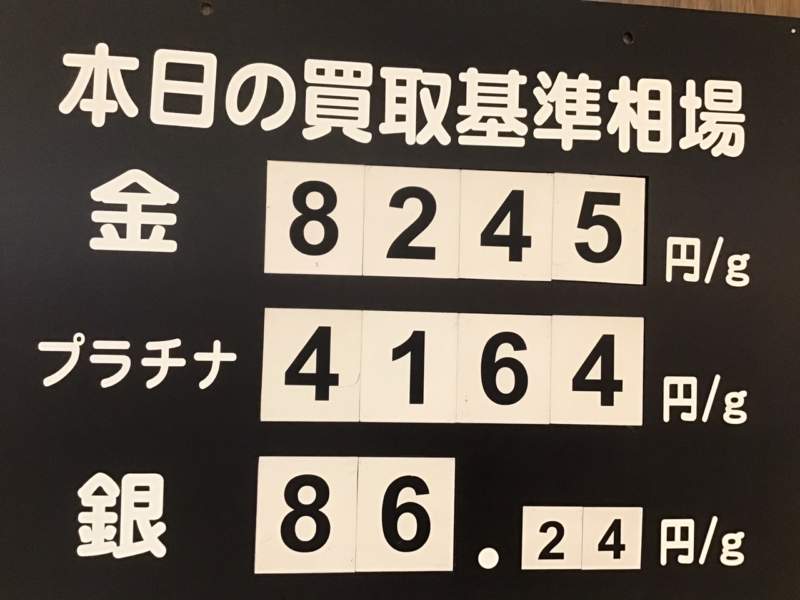 本日の買取基準相場
金 8245 円/g
プラチナ 4164 円/g
銀 86.24 円/g